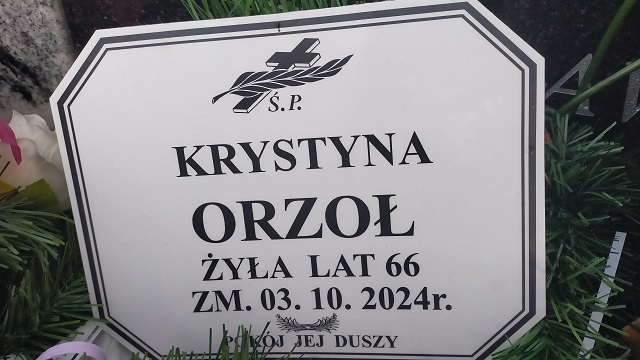 Ś.P.
KRYSTYNA
ORZOŁ
ŻYŁA LAT 66
ZM. 03. 10. 2024r.
POKÓJ JEJ DUSZY